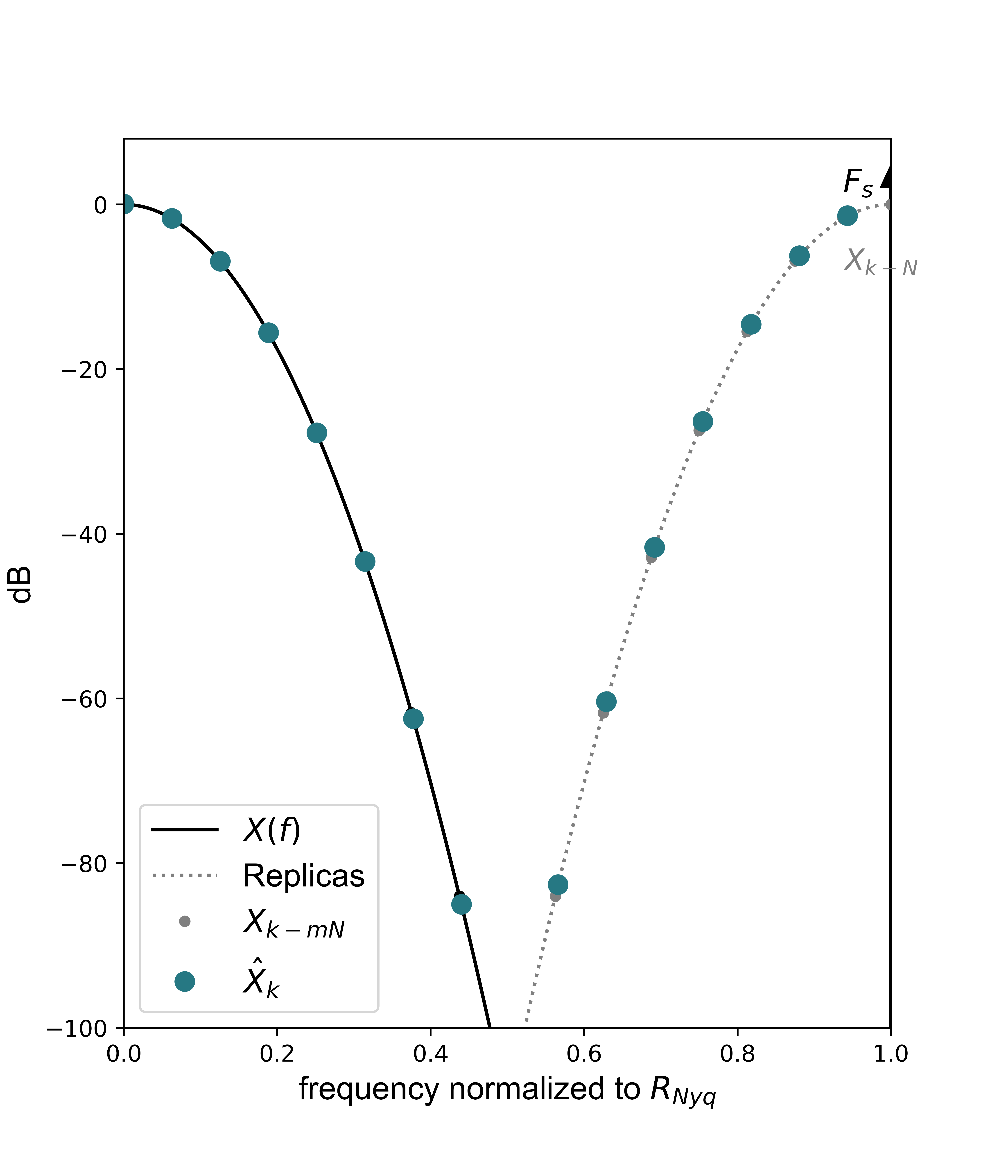 F_s
X_{k-N}
0
−20
−40
−60
−80
−100
dB
X(f)
Replicas
X_{k-mN}
X̂_k
0.0 0.2 0.4 0.6 0.8 1.0
frequency normalized to R_{Nyq}